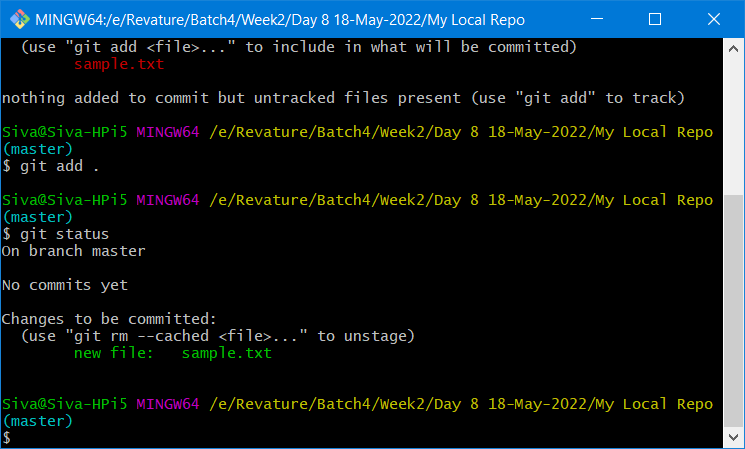 MINGW64:/e/Revature/Batch4/Week2/Day 8 18-May-2022/My Local Repo
(use "git add <file>..." to include in what will be committed)
sample.txt
nothing added to commit but untracked files present (use "git add" to track)
Siva@Siva-HPi5 MINGW64 /e/Revature/Batch4/Week2/Day 8 18-May-2022/My Local Repo
(master)
$ git add .
Siva@Siva-HPi5 MINGW64 /e/Revature/Batch4/Week2/Day 8 18-May-2022/My Local Repo
(master)
$ git status
On branch master
No commits yet
Changes to be committed:
(use "git rm --cached <file>..." to unstage)
new file:   sample.txt
Siva@Siva-HPi5 MINGW64 /e/Revature/Batch4/Week2/Day 8 18-May-2022/My Local Repo
(master)
$